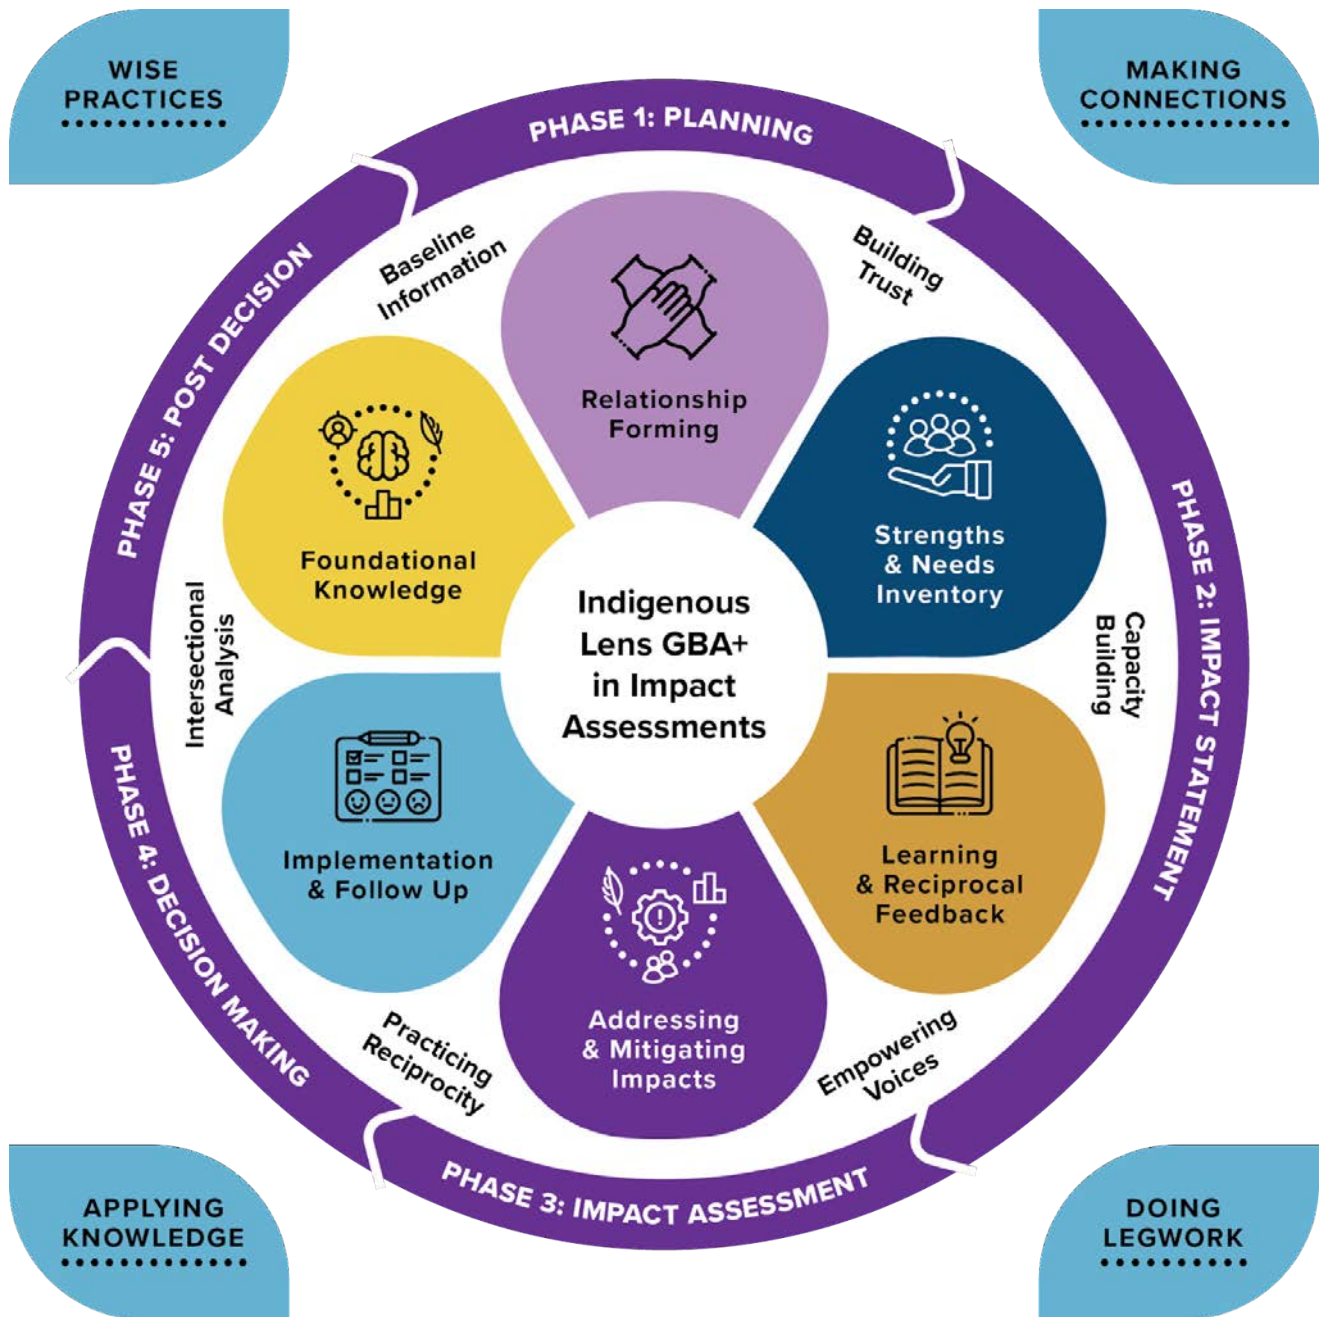 WISE
PRACTICES
MAKING
CONNECTIONS
PHASE 1: PLANNING
PHASE 2: IMPACT STATEMENT
PHASE 3: IMPACT ASSESSMENT
PHASE 4: DECISION MAKING
PHASE 5: POST DECISION
Baseline
Information
Building
Trust
Capacity
Building
Empowering
Voices
Practicing
Reciprocity
Intersectional
Analysis
Relationship
Forming
Strengths
& Needs
Inventory
Learning
& Reciprocal
Feedback
Addressing
& Mitigating
Impacts
Implementation
& Follow Up
Foundational
Knowledge
Indigenous
Lens GBA+
in Impact
Assessments
APPLYING
KNOWLEDGE
DOING
LEGWORK